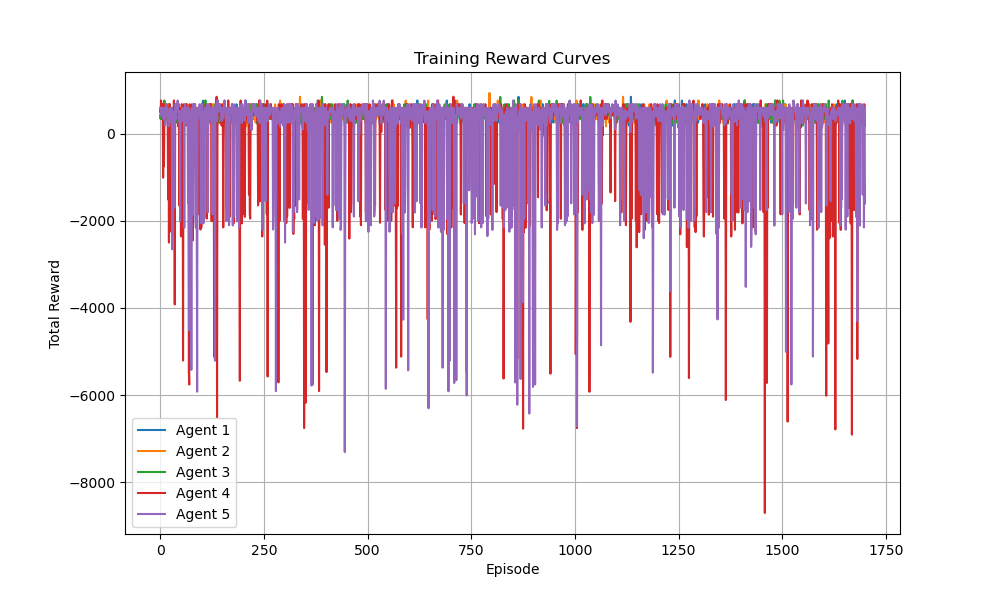 Training Reward Curves
Total Reward
0
−2000
−4000
−6000
−8000
Agent 1
Agent 2
Agent 3
Agent 4
Agent 5
0 250 500 750 1000 1250 1500 1750
Episode